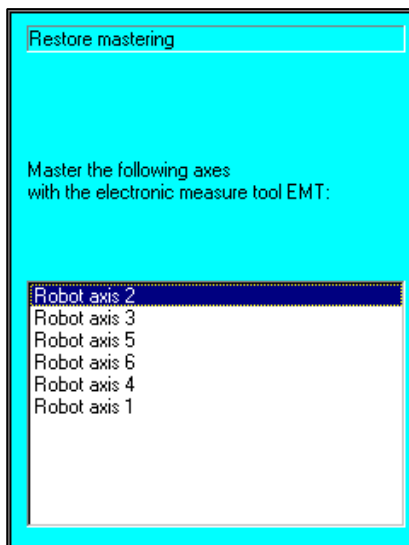 Restore mastering
Master the following axes
with the electronic measure tool EMT:
Robot axis 2
Robot axis 3
Robot axis 5
Robot axis 6
Robot axis 4
Robot axis 1